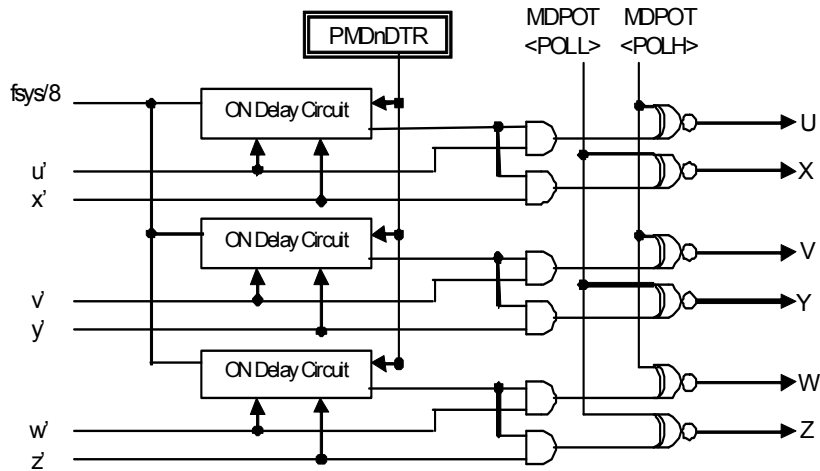 PMDnDTR
MDPOT
<POLL>
MDPOT
<POLH>
fsys/8
ON Delay Circuit
U
u'
X
x'
ON Delay Circuit
V
v'
Y
y'
ON Delay Circuit
W
w'
Z
z'